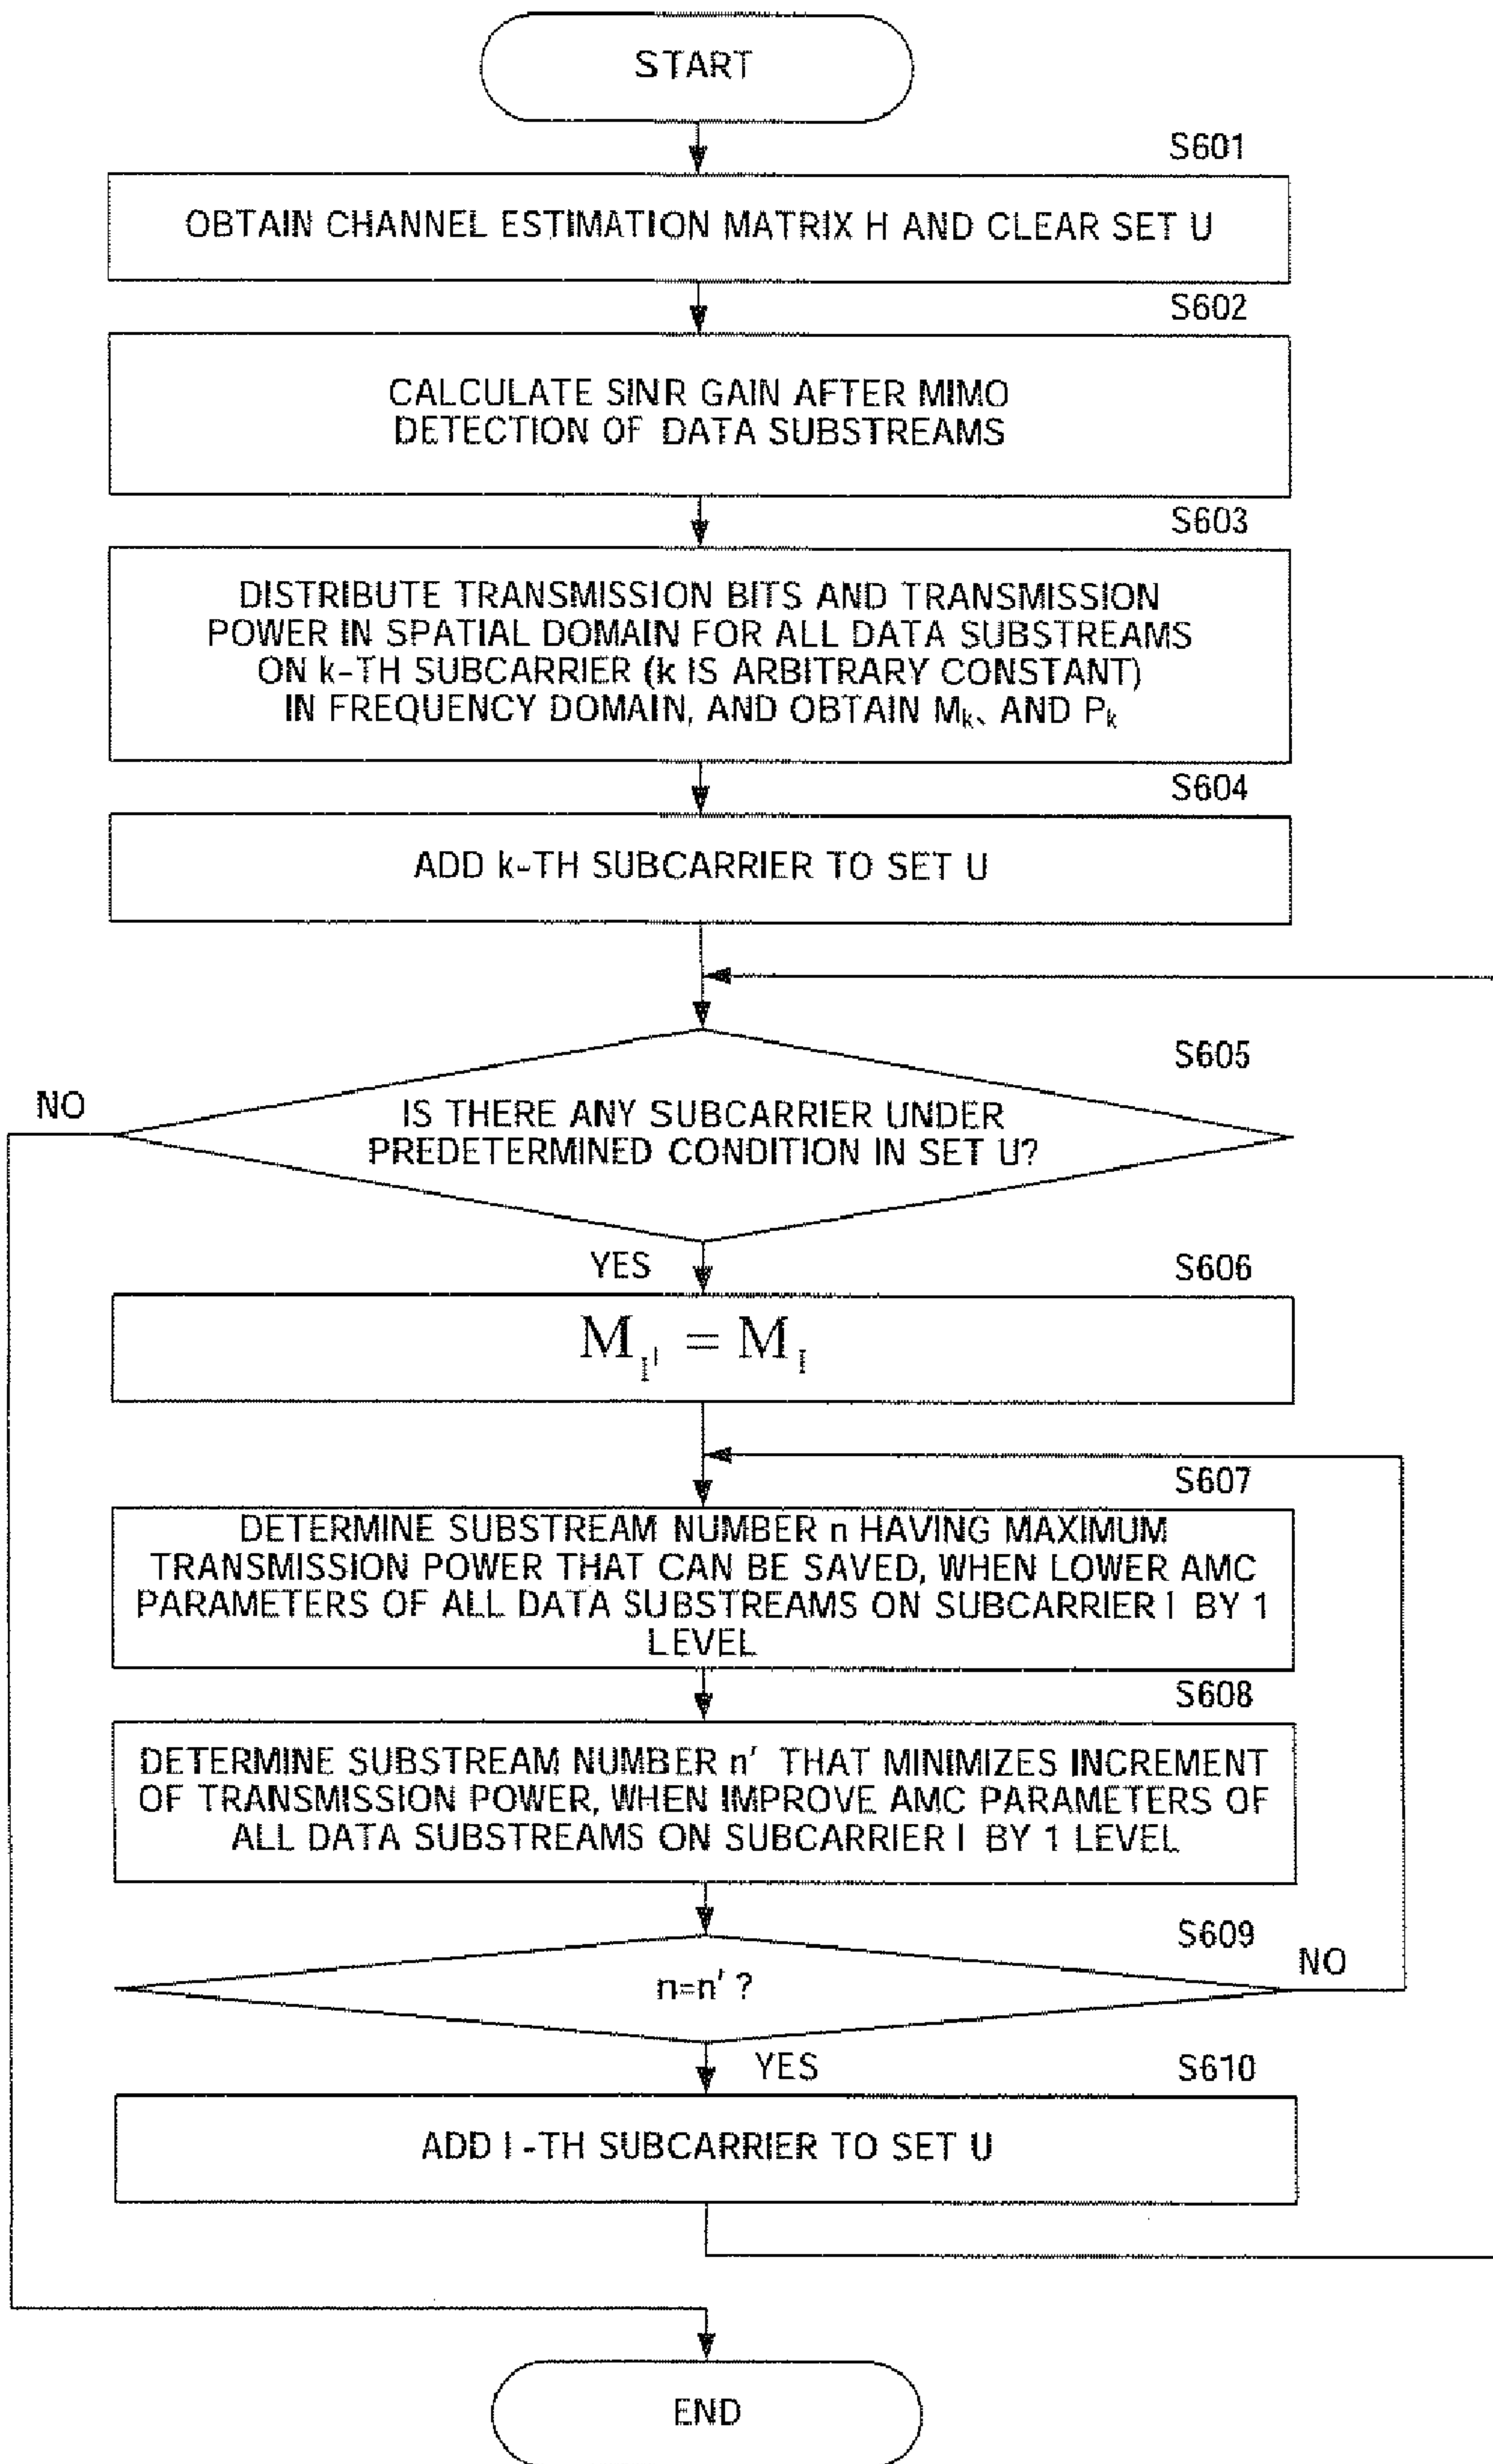 START
S601
OBTAIN CHANNEL ESTIMATION MATRIX H AND CLEAR SET U
S602
CALCULATE SINR GAIN AFTER MIMO
DETECTION OF DATA SUBSTREAMS
S603
DISTRIBUTE TRANSMISSION BITS AND TRANSMISSION
POWER IN SPATIAL DOMAIN FOR ALL DATA SUBSTREAMS
ON k-TH SUBCARRIER (k IS ARBITRARY CONSTANT)
IN FREQUENCY DOMAIN, AND OBTAIN Mk、AND Pk
S604
ADD k-TH SUBCARRIER TO SET U
S605
NO
IS THERE ANY SUBCARRIER UNDER
PREDETERMINED CONDITION IN SET U?
YES
S606
M_l' = M_l
S607
DETERMINE SUBSTREAM NUMBER n HAVING MAXIMUM
TRANSMISSION POWER THAT CAN BE SAVED, WHEN LOWER AMC
PARAMETERS OF ALL DATA SUBSTREAMS ON SUBCARRIER l BY 1
LEVEL
S608
DETERMINE SUBSTREAM NUMBER n' THAT MINIMIZES INCREMENT
OF TRANSMISSION POWER, WHEN IMPROVE AMC PARAMETERS OF
ALL DATA SUBSTREAMS ON SUBCARRIER l BY 1 LEVEL
S609
NO
n=n' ?
YES
S610
ADD l -TH SUBCARRIER TO SET U
END